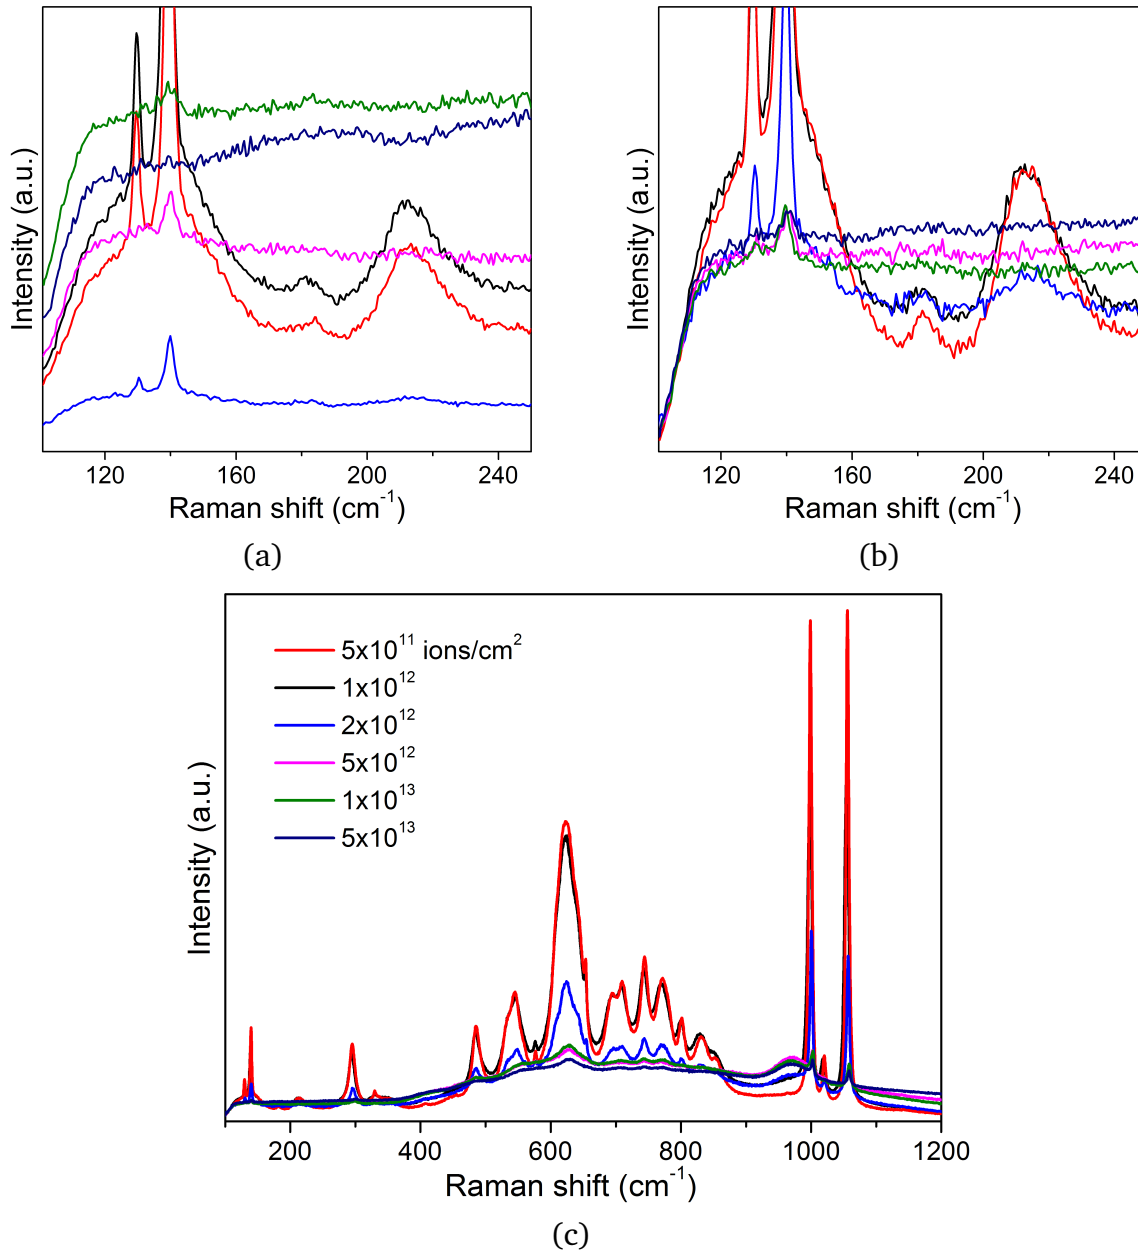 Intensity (a.u.)
120 160 200 240
Raman shift (cm⁻¹)
(a)
Intensity (a.u.)
120 160 200 240
Raman shift (cm⁻¹)
(b)
5x10¹¹ ions/cm²
1x10¹²
2x10¹²
5x10¹²
1x10¹³
5x10¹³
Intensity (a.u.)
200 400 600 800 1000 1200
Raman shift (cm⁻¹)
(c)